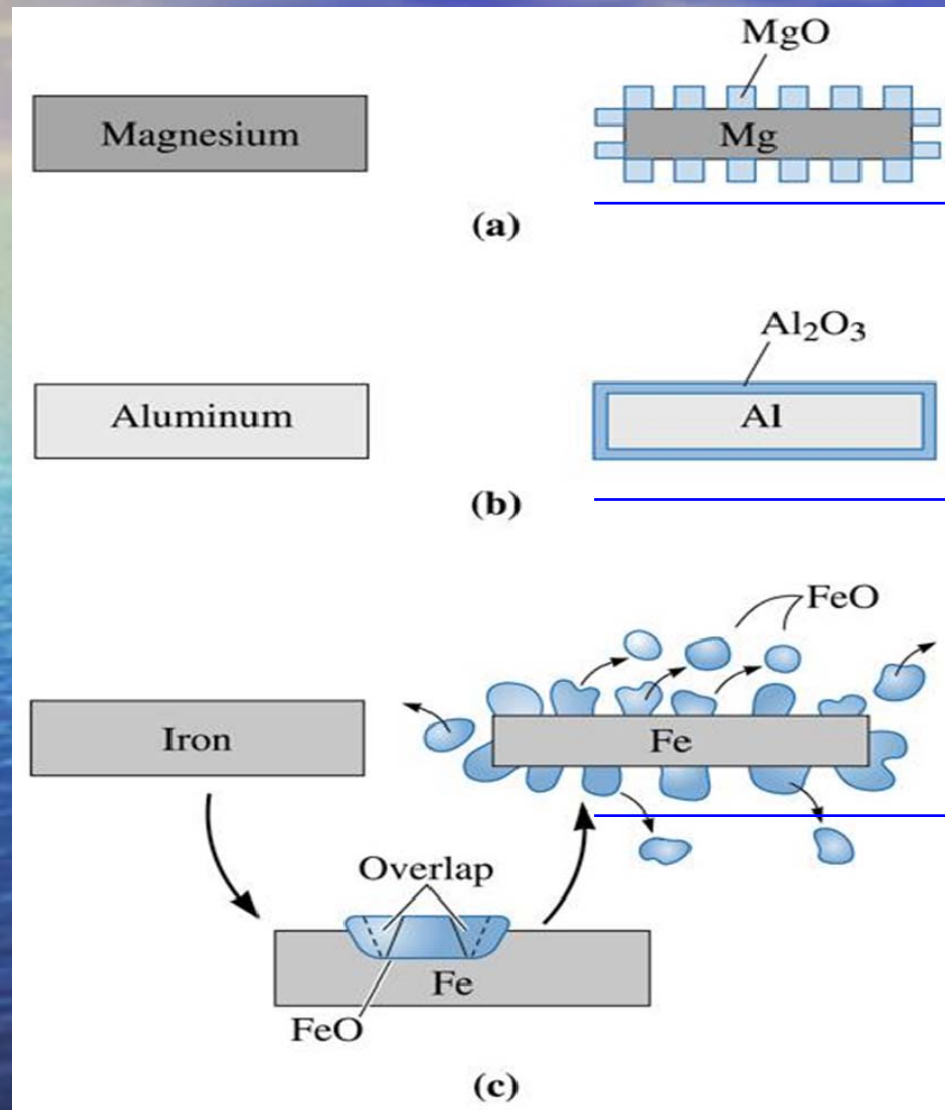 MgO
Magnesium
Mg
(a)
Al₂O₃
Aluminum
Al
(b)
FeO
Iron
Fe
Overlap
Fe
FeO
(c)